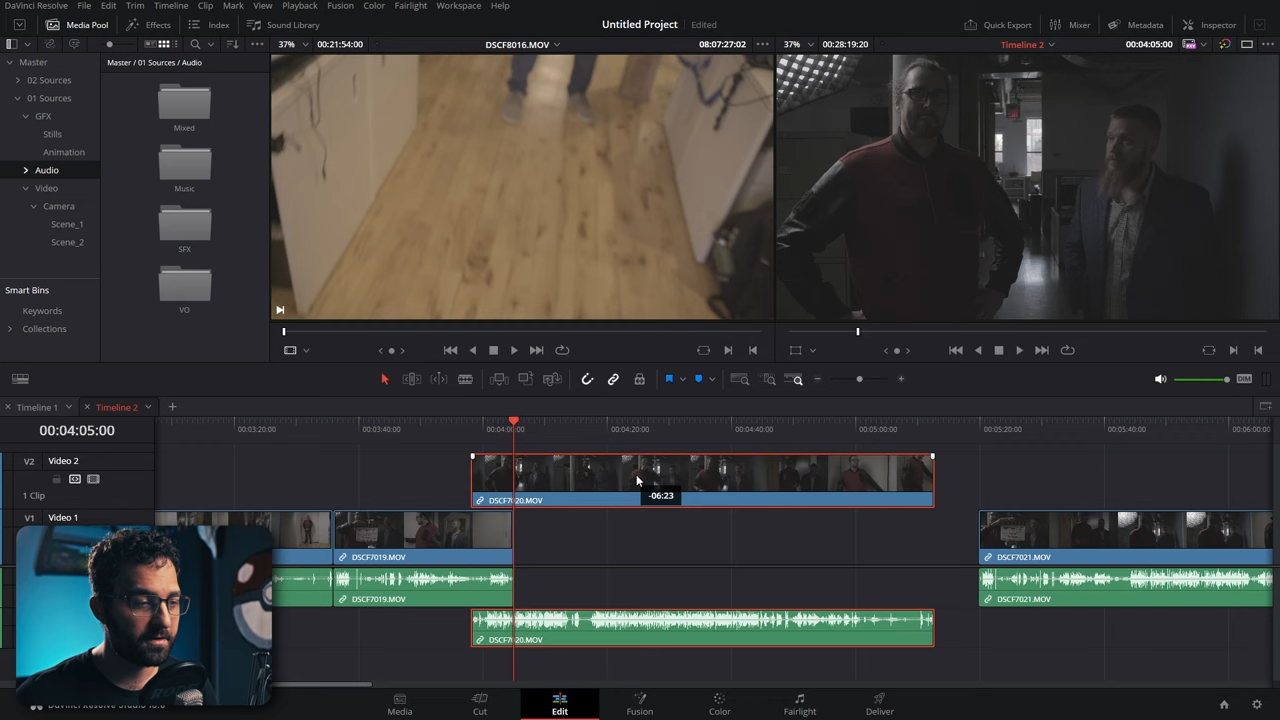 DaVinci Resolve File Edit Trim Timeline Clip Mark View Playback Fusion Color Fairlight Workspace Help
Media Pool Effects Index Sound Library Untitled Project Edited Quick Export Mixer Metadata Inspector
37% 00:21:54:00 DSCF8016.MOV 08:07:27:02 37% 00:28:19:20 Timeline 2 00:04:05:00
Master
02 Sources
01 Sources
GFX
Stills
Animation
Audio
Video
Camera
Scene_1
Scene_2
Smart Bins
Keywords
Collections
Master / 01 Sources / Audio
Mixed
Music
SFX
VO
DIM
Timeline 1 Timeline 2
00:04:05:00
00:03:20:00 00:03:40:00 00:04:00:00 00:04:20:00 00:04:40:00 00:05:00:00 00:05:20:00 00:05:40:00 00:06:00:00
V2 Video 2
1 Clip
DSCF7020.MOV
-06:23
V1 Video 1
DSCF7019.MOV DSCF7021.MOV
DSCF7019.MOV DSCF7021.MOV
DSCF7020.MOV
Media Cut Edit Fusion Color Fairlight Deliver